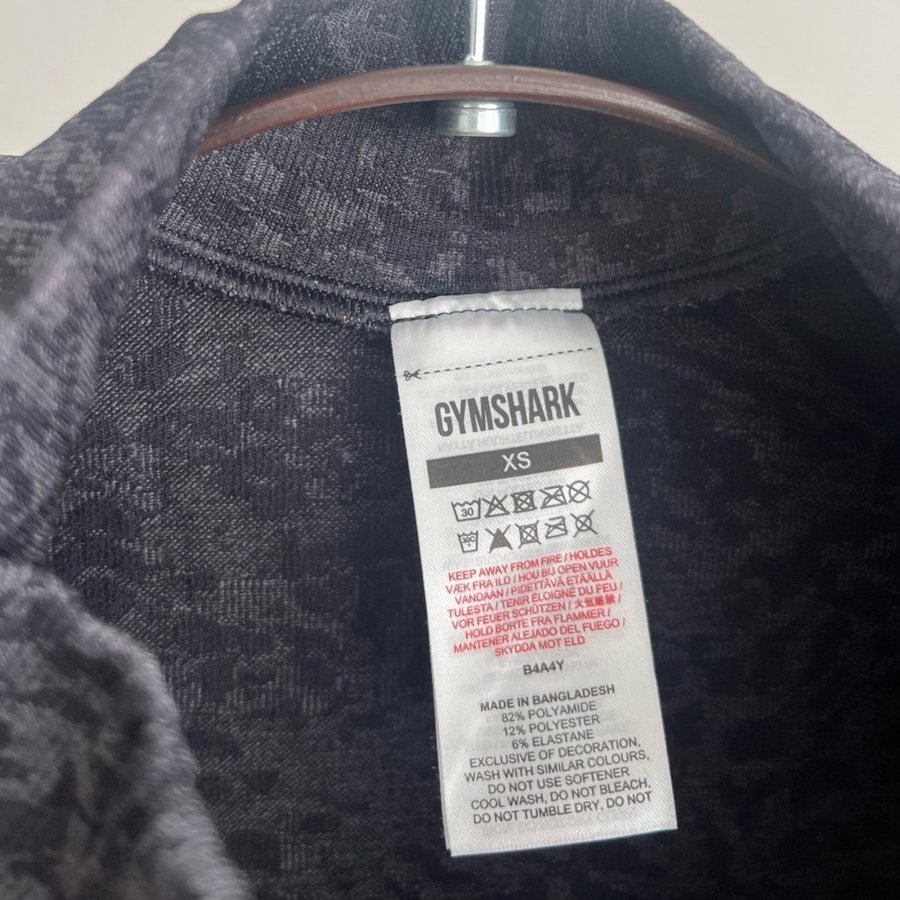 GYMSHARK
XS
30
30C
KEEP AWAY FROM FIRE / HOLDES
VÆK FRA ILD / HOU BIJ OPEN VUUR
VANDAAN / PIDETTÄVÄ ETÄÄLLÄ
TULESTA / TENIR ÉLOIGNÉ DU FEU /
VOR FEUER SCHÜTZEN / 火気厳禁 /
HOLD BORTE FRA FLAMMER /
MANTENER ALEJADO DEL FUEGO /
SKYDDA MOT ELD
B4A4Y
MADE IN BANGLADESH
82% POLYAMIDE
12% POLYESTER
6% ELASTANE
EXCLUSIVE OF DECORATION,
WASH WITH SIMILAR COLOURS,
DO NOT USE SOFTENER
COOL WASH, DO NOT BLEACH,
DO NOT TUMBLE DRY, DO NOT